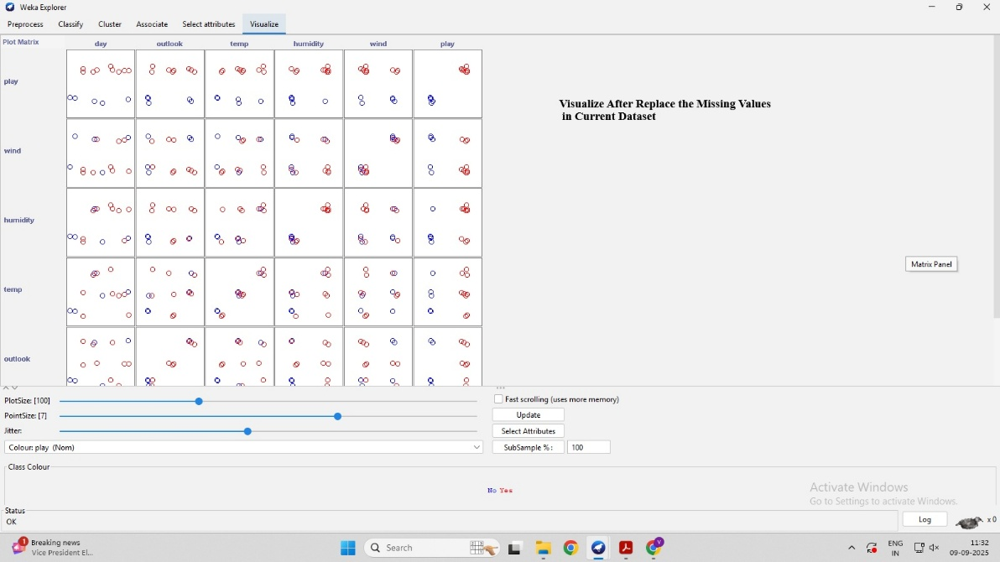 Weka Explorer
Preprocess Classify Cluster Associate Select attributes Visualize
Plot Matrix day outlook temp humidity wind play
play
Visualize After Replace the Missing Values
in Current Dataset
wind
humidity
Matrix Panel
temp
outlook
PlotSize: [100]
Fast scrolling (uses more memory)
PointSize: [7]
Update
Jitter:
Select Attributes
Colour: play (Nom)
SubSample % : 100
Class Colour
No Yes
Activate Windows
Go to Settings to activate Windows.
Status
OK
Log
x 0
1
Breaking news
Vice President El...
Search
V
ENG
IN
11:32
09-09-2025